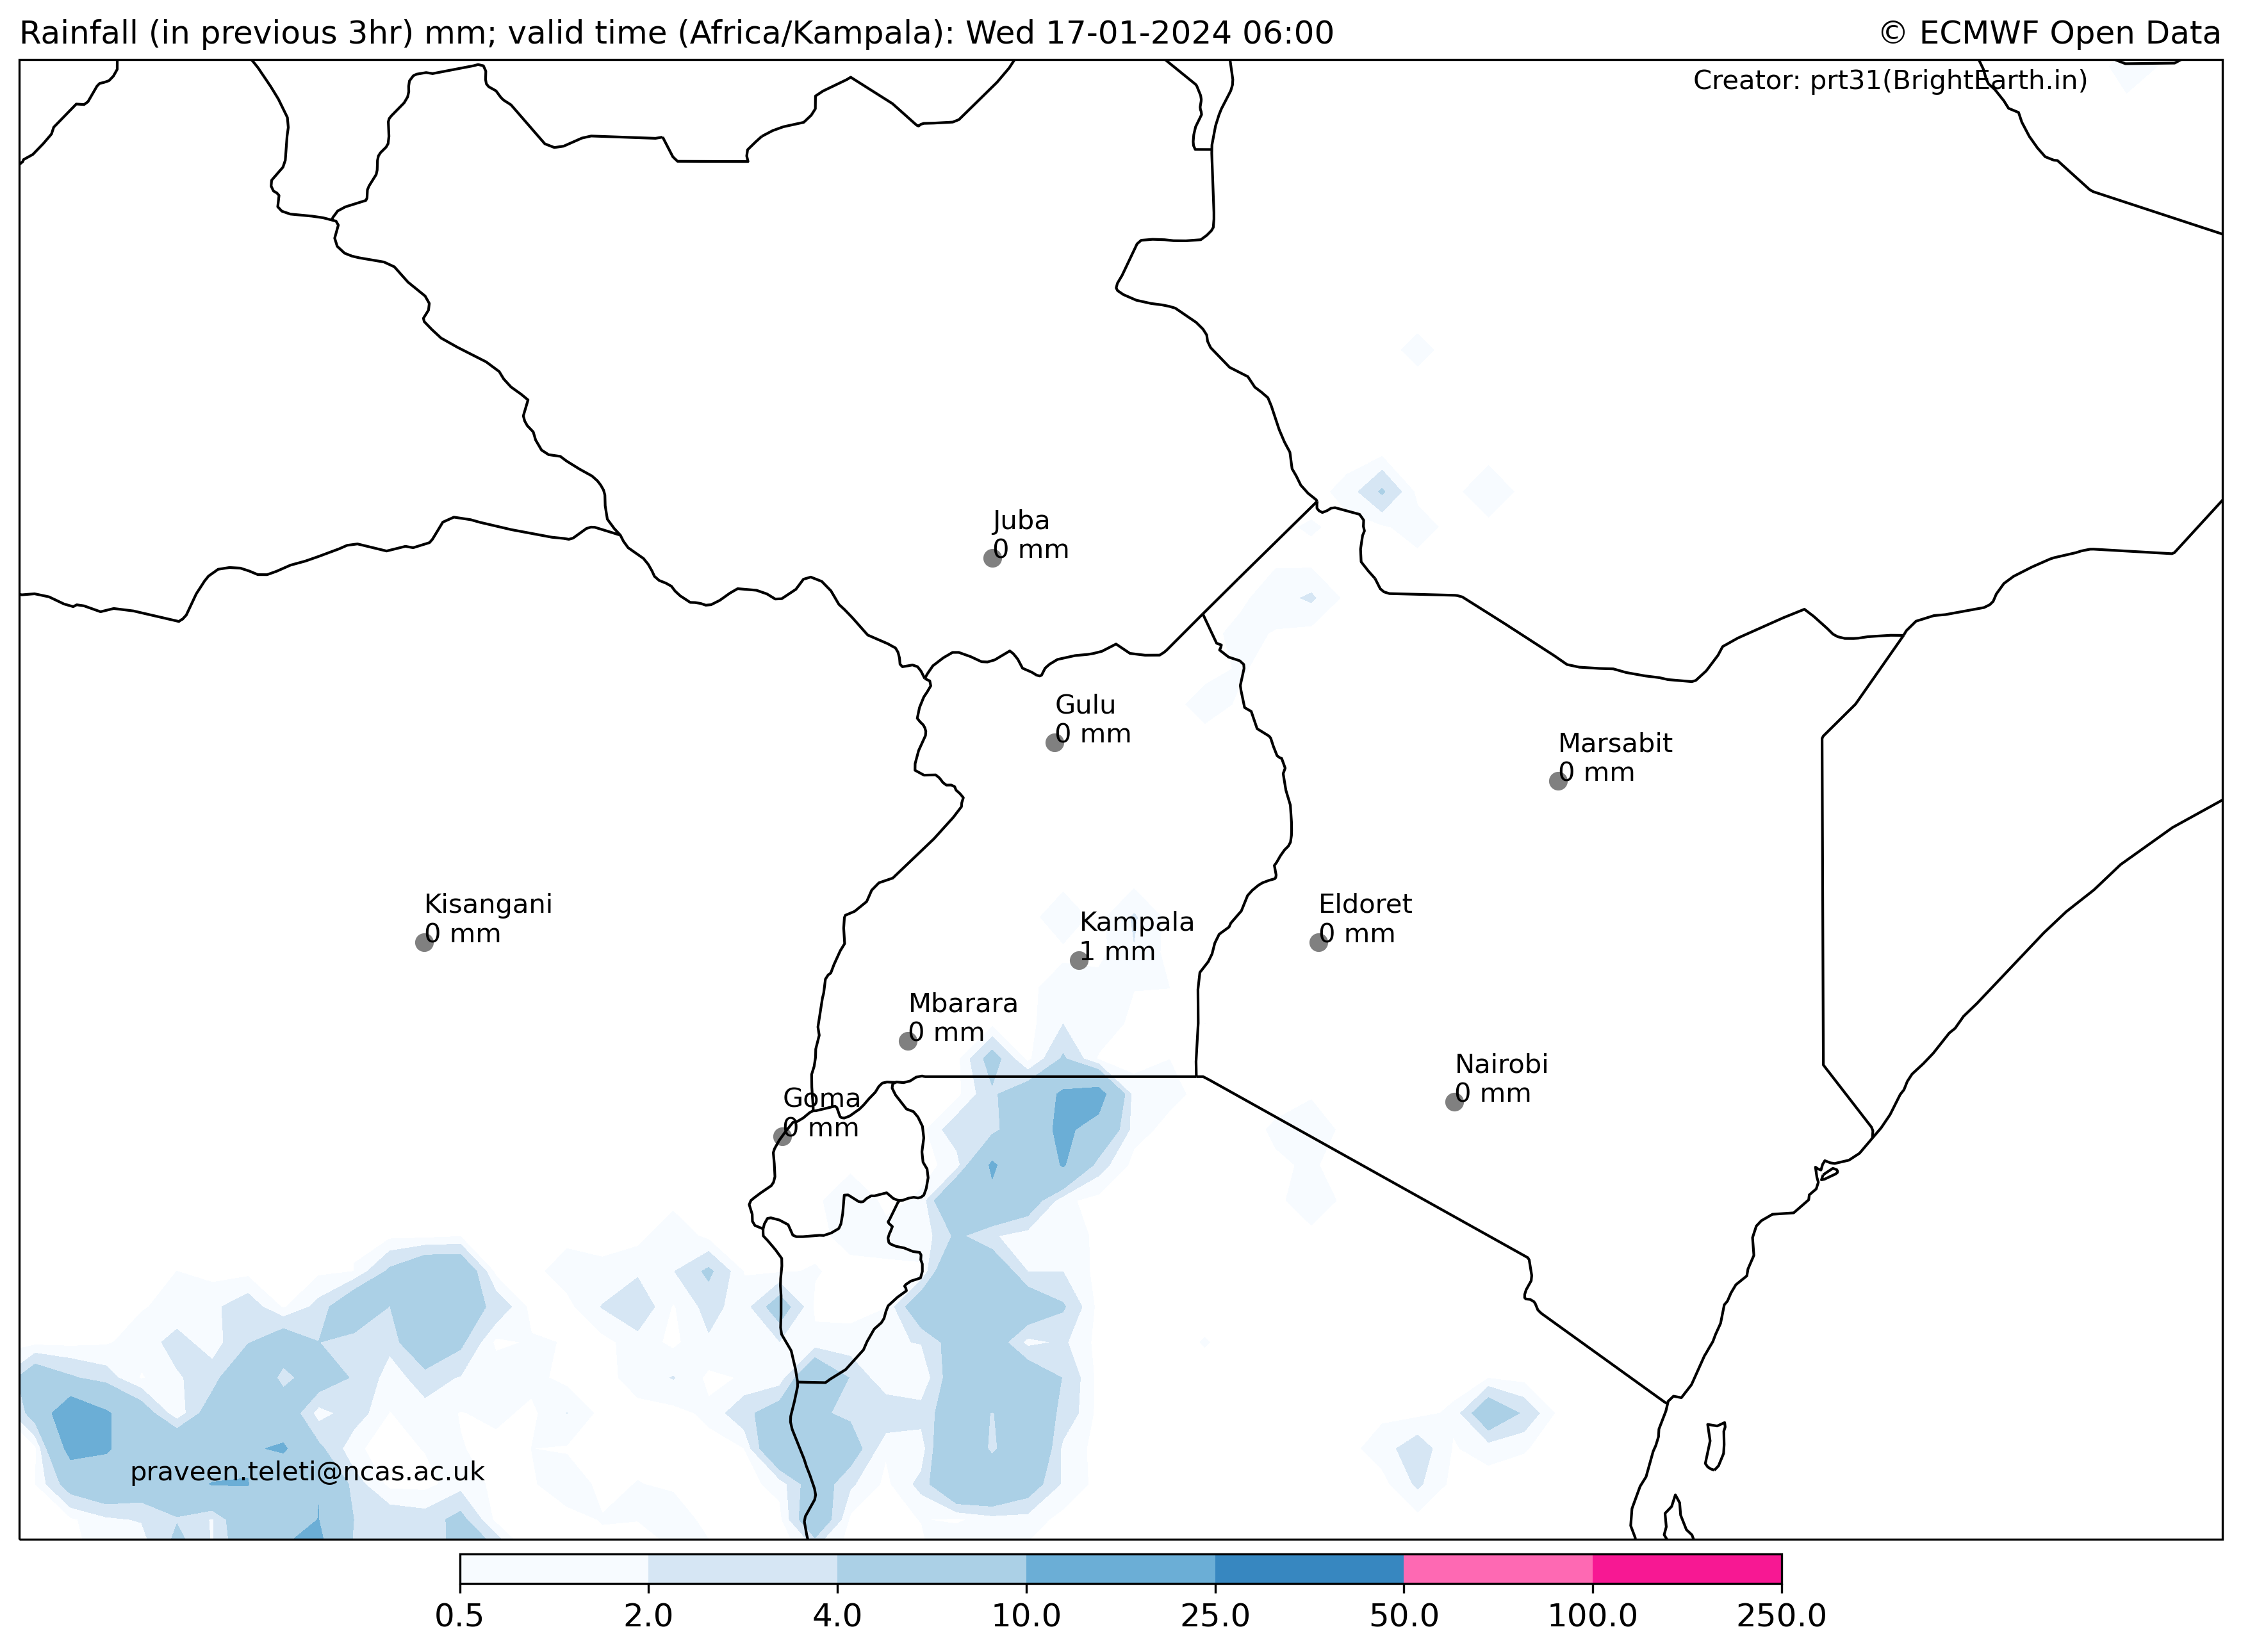 Rainfall (in previous 3hr) mm; valid time (Africa/Kampala): Wed 17-01-2024 06:00
© ECMWF Open Data
Creator: prt31(BrightEarth.in)
Juba
0 mm
Gulu
0 mm
Marsabit
0 mm
Kisangani
0 mm
Kampala
1 mm
Eldoret
0 mm
Mbarara
0 mm
Nairobi
0 mm
Goma
0 mm
praveen.teleti@ncas.ac.uk
0.5 2.0 4.0 10.0 25.0 50.0 100.0 250.0